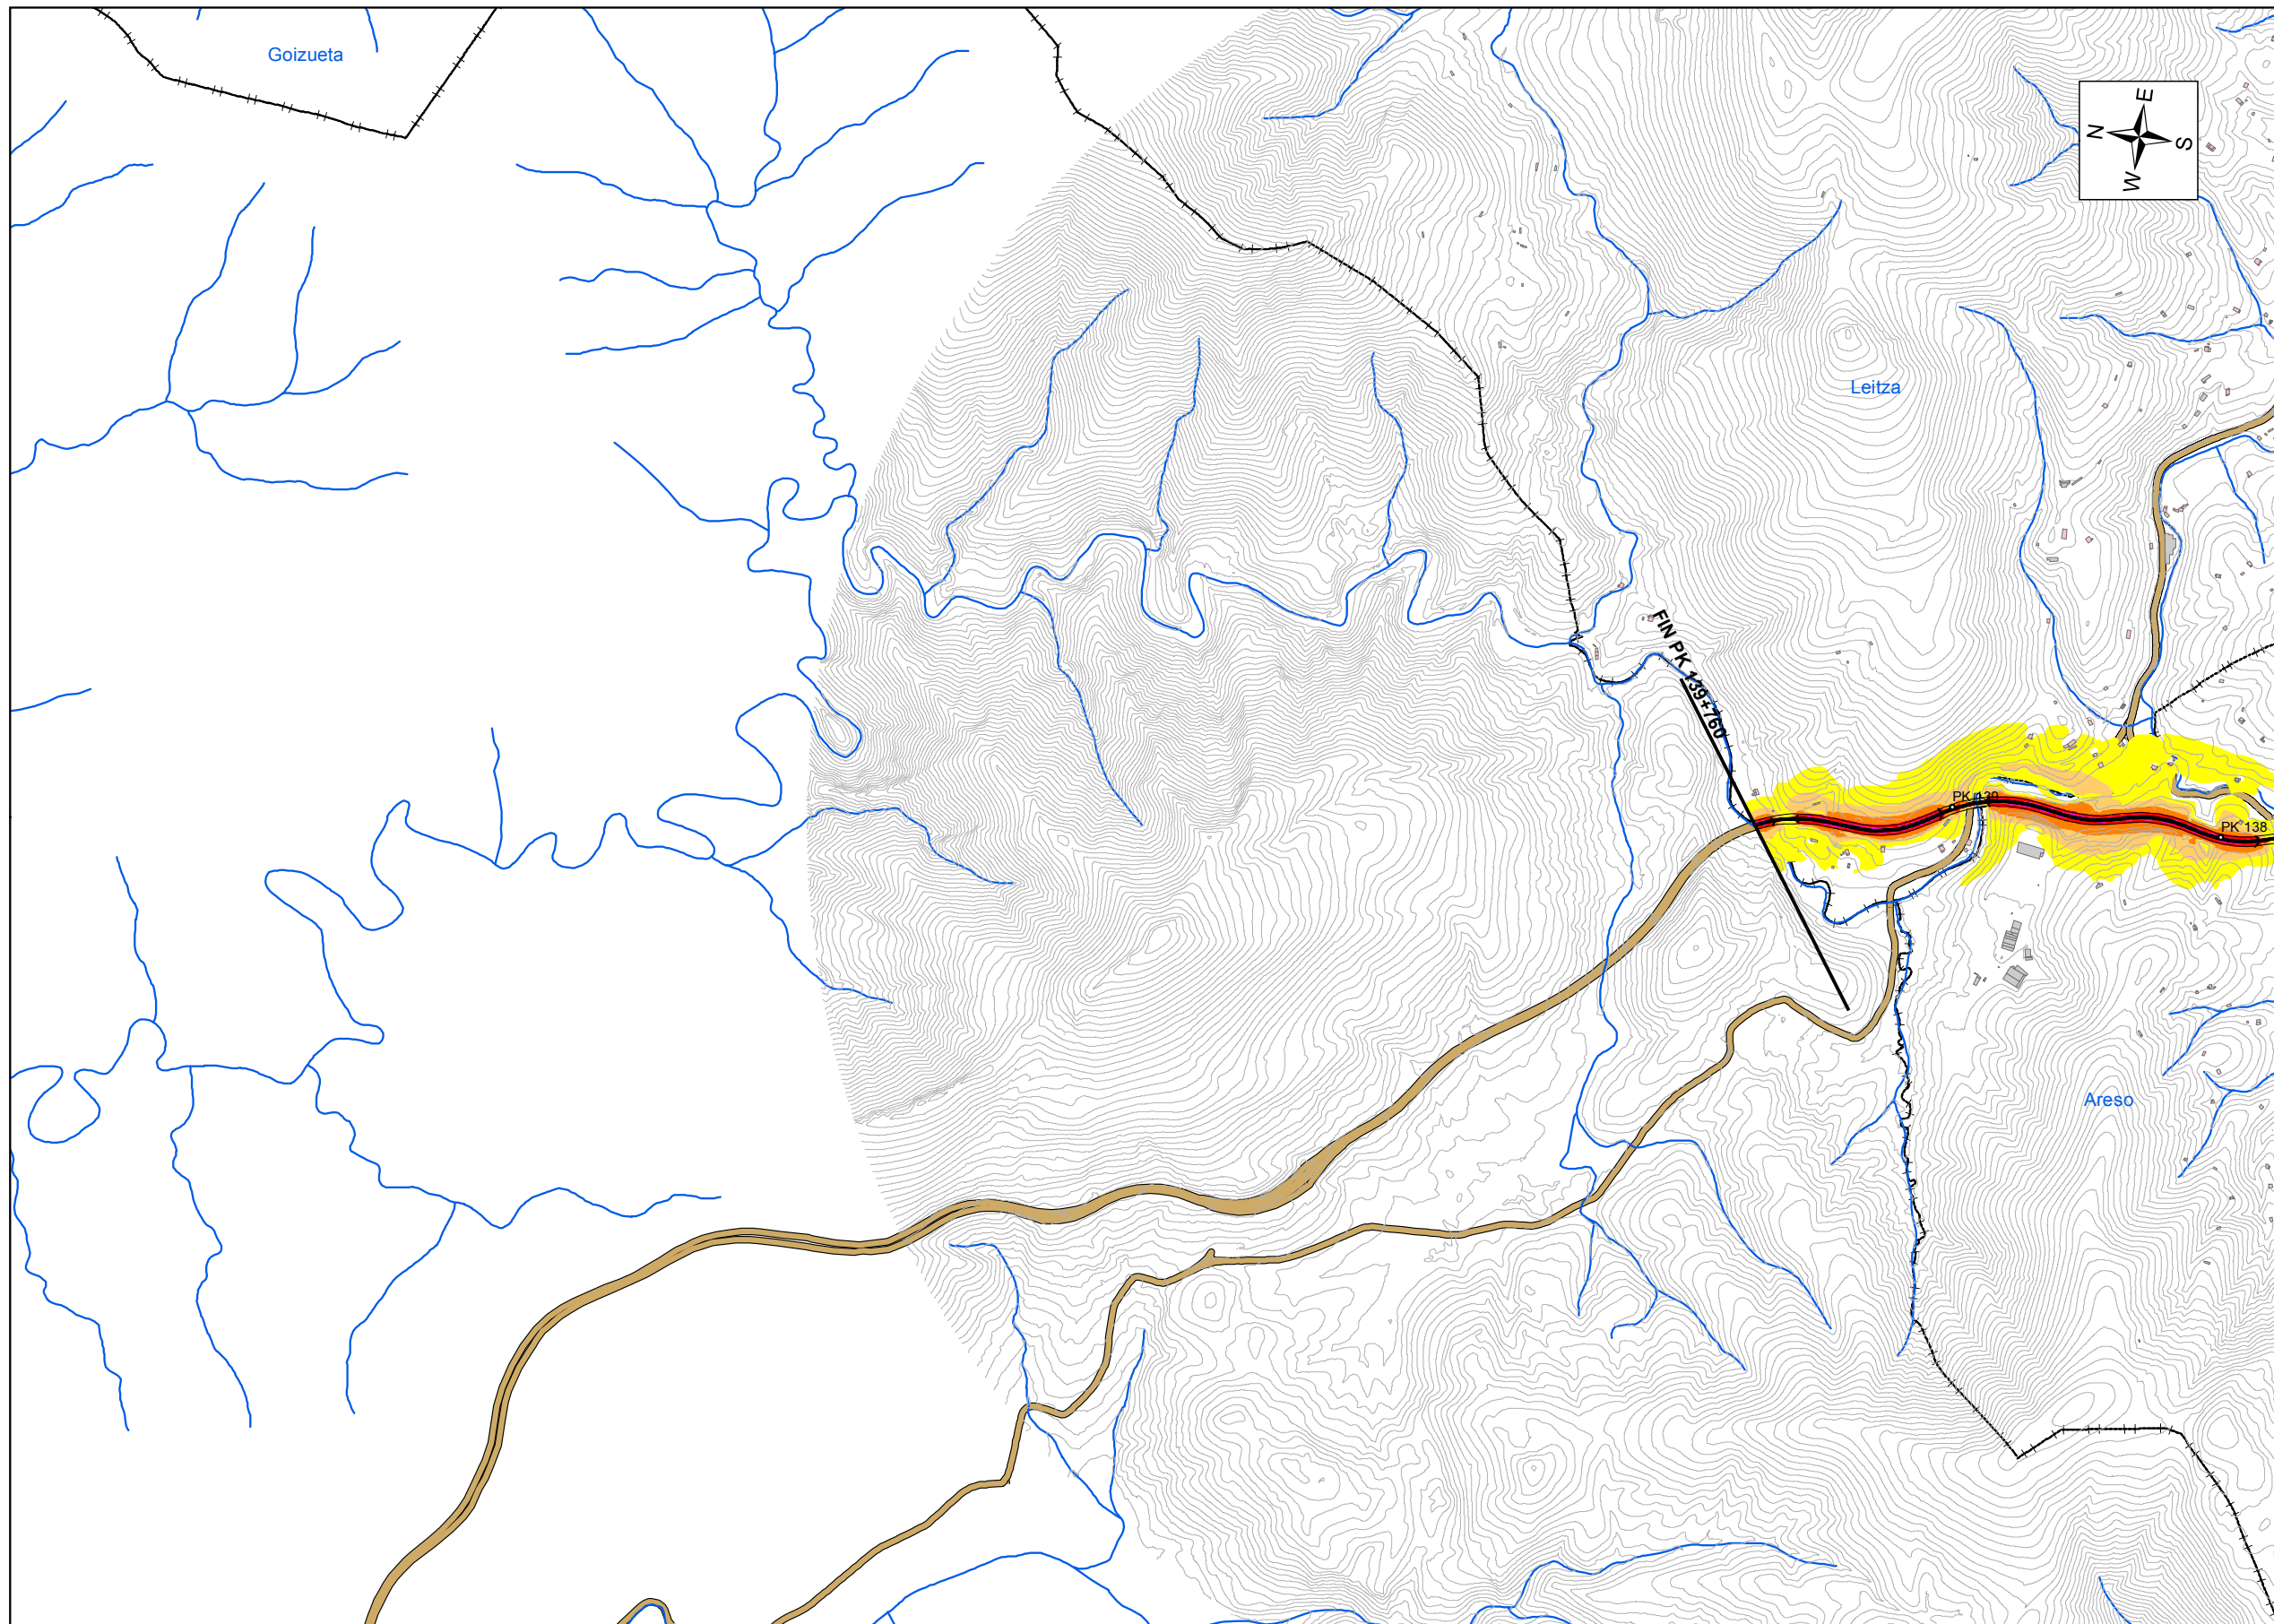 Goizueta
N
E
S
W
Leitza
FIN PK 139+760
PK 139
PK 138
Areso